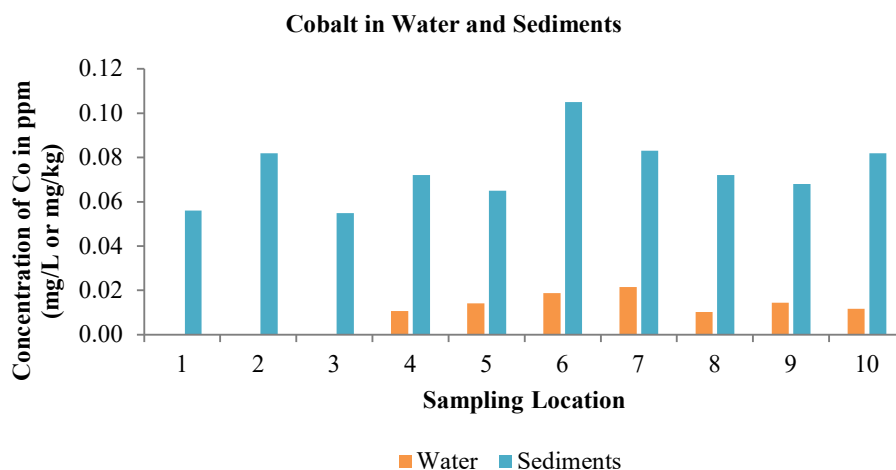 Cobalt in Water and Sediments
Concentration of Co in ppm
(mg/L or mg/kg)
0.12
0.10
0.08
0.06
0.04
0.02
0.00
1 2 3 4 5 6 7 8 9 10
Sampling Location
Water Sediments